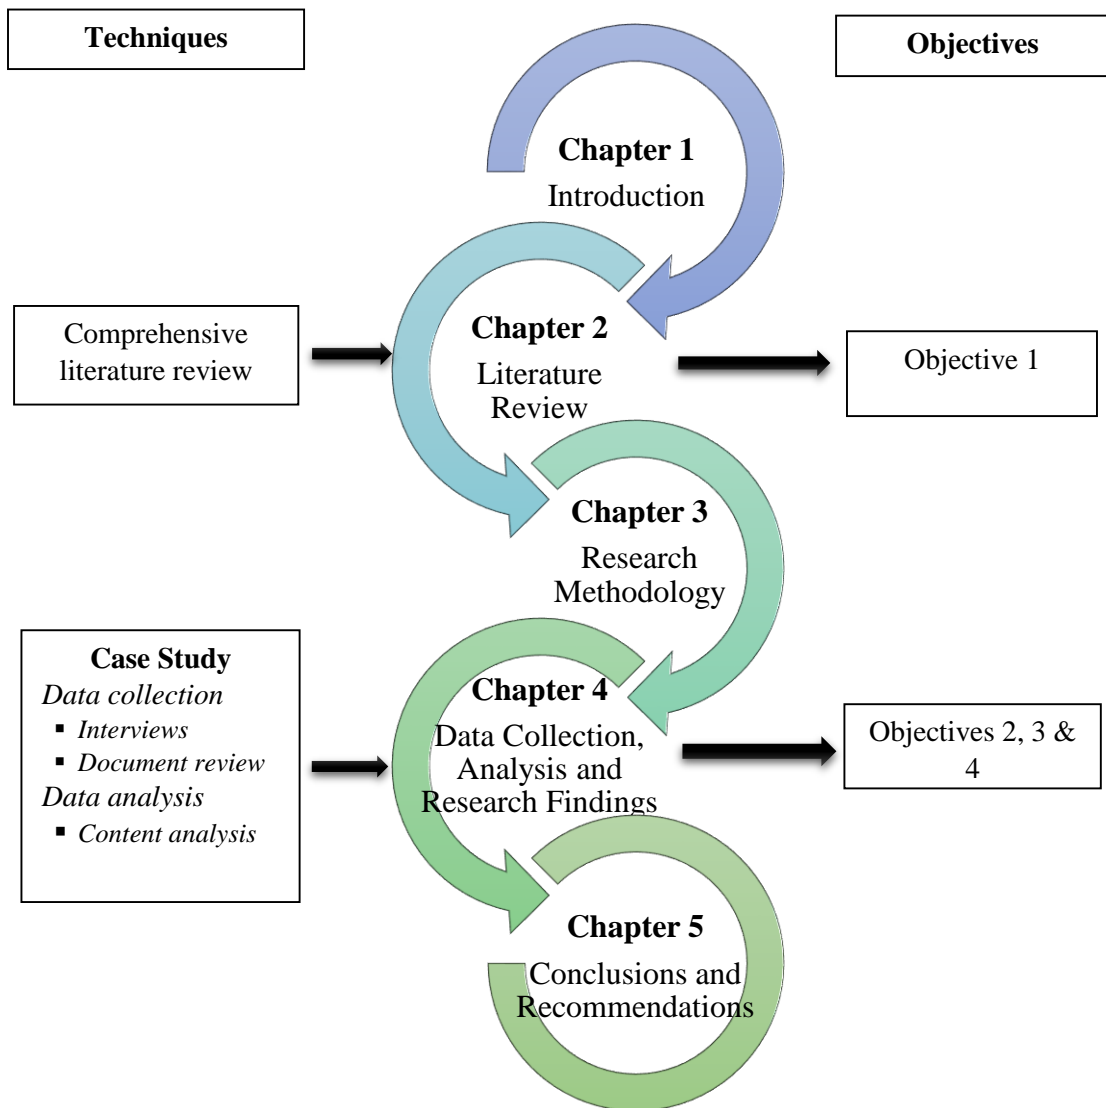 Techniques
Objectives
Chapter 1
Introduction
Comprehensive
literature review
Chapter 2
Literature
Review
Objective 1
Chapter 3
Research
Methodology
Case Study
Data collection
▪ Interviews
▪ Document review
Data analysis
▪ Content analysis
Chapter 4
Data Collection,
Analysis and
Research Findings
Objectives 2, 3 &
4
Chapter 5
Conclusions and
Recommendations